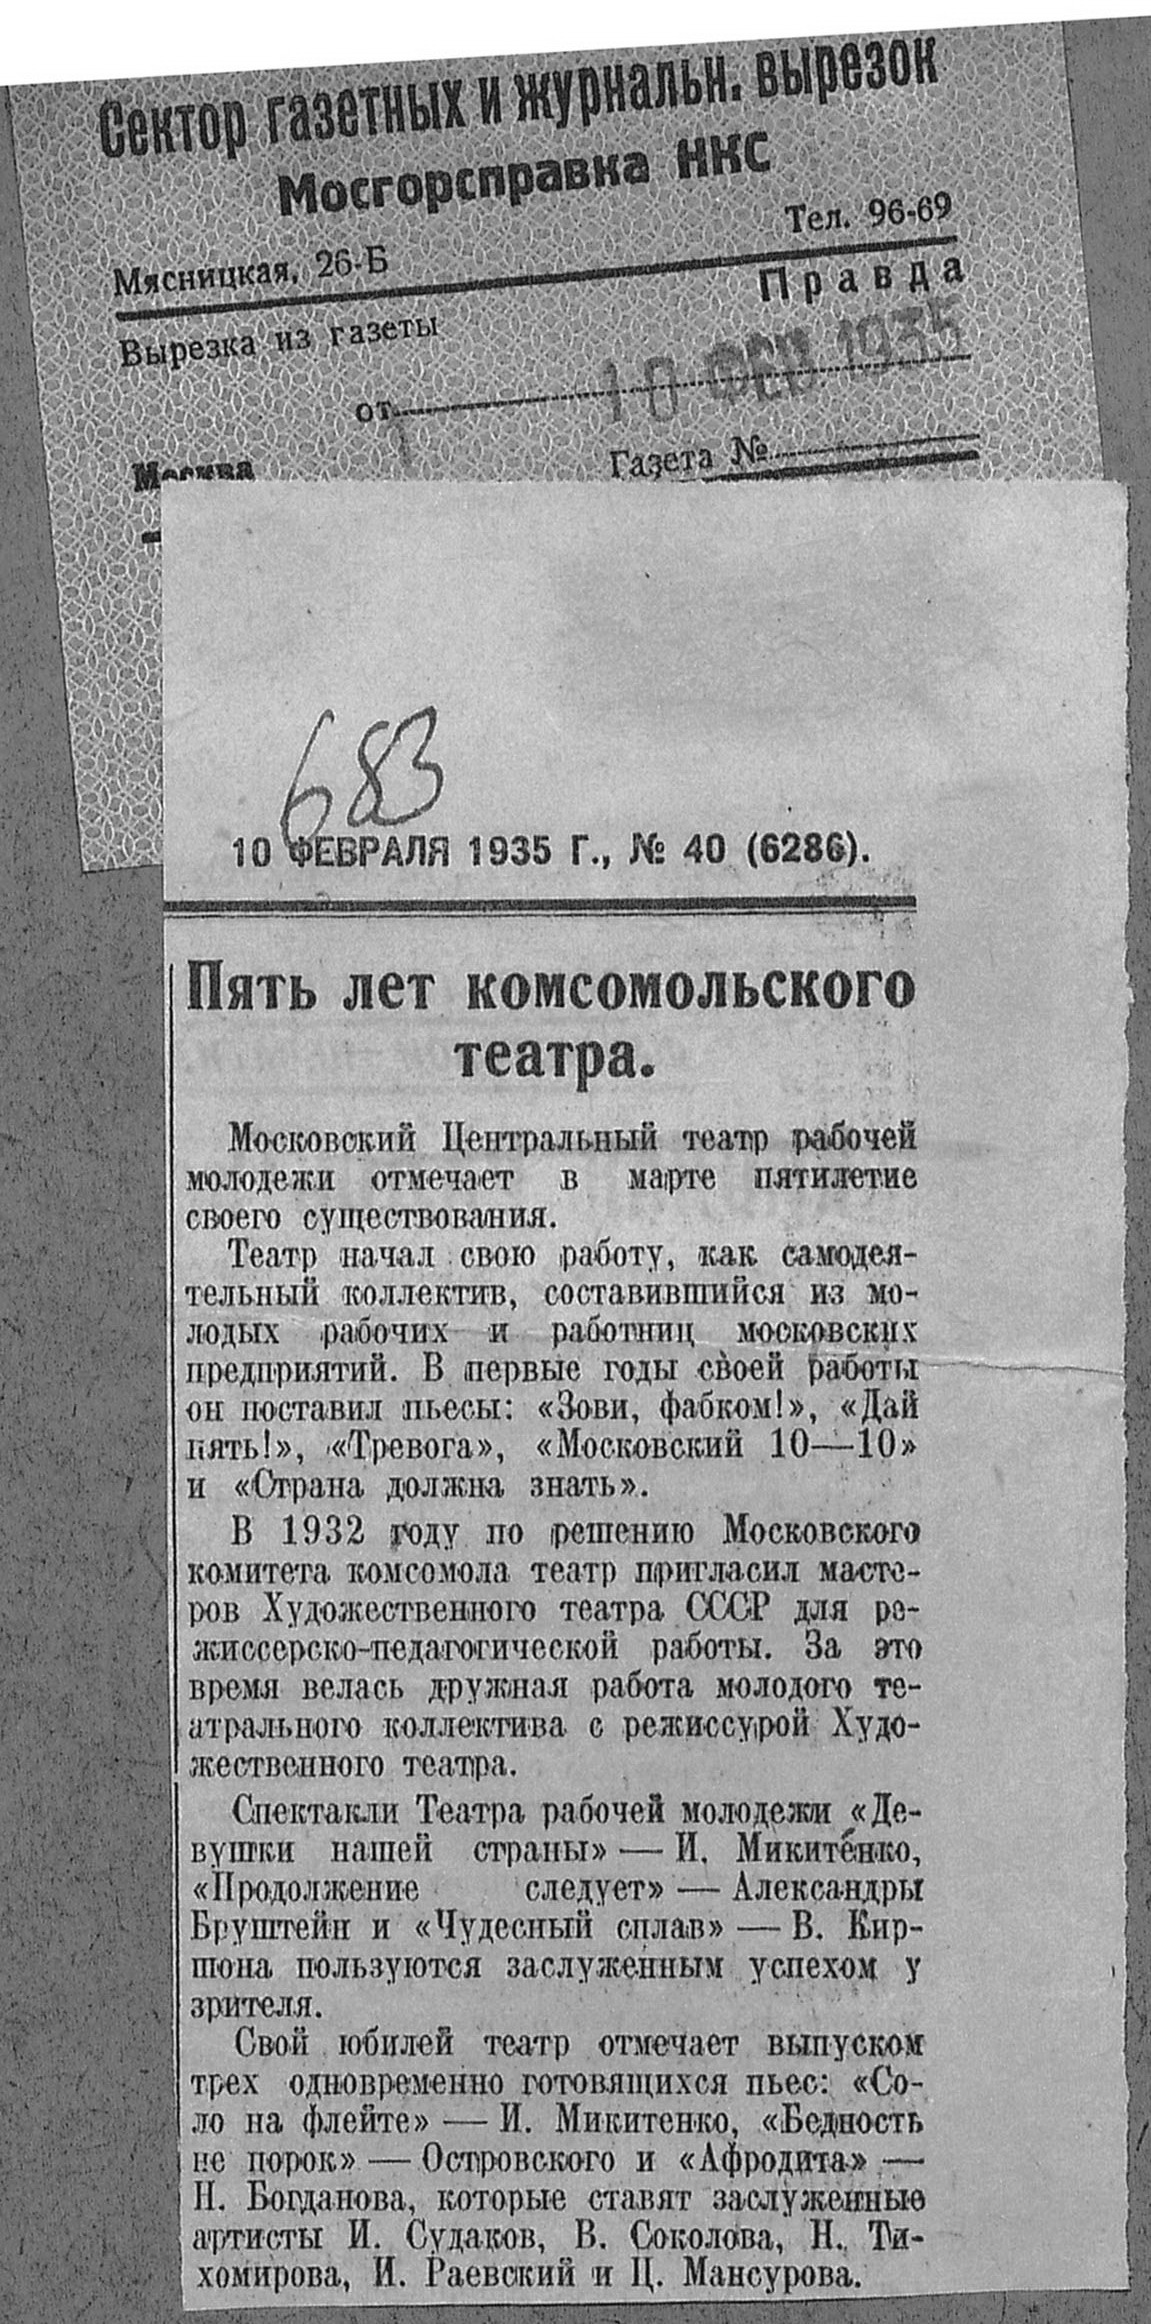 Сектор газетных и журнальн. вырезок
Мосгорсправка НКС
Мясницкая, 26-Б
Тел. 96-69
Вырезка из газеты
Правда
от
10 ФЕВ. 1935
Москва
Газета №
683
10 ФЕВРАЛЯ 1935 Г., № 40 (6286).
Пять лет комсомольского
театра.
Московский Центральный театр рабочей
молодежи отмечает в марте пятилетие
своего существования.
Театр начал свою работу, как самодея-
тельный коллектив, составившийся из мо-
лодых рабочих и работниц московских
предприятий. В первые годы своей работы
он поставил пьесы: «Зови, фабком!», «Дай
пять!», «Тревога», «Московский 10—10»
и «Страна должна знать».
В 1932 году по решению Московского
комитета комсомола театр пригласил масте-
ров Художественного театра СССР для ре-
жиссерско-педагогической работы. За это
время велась дружная работа молодого те-
атрального коллектива с режиссурой Худо-
жественного театра.
Спектакли Театра рабочей молодежи «Де-
вушки нашей страны» — И. Микитенко,
«Продолжение следует» — Александры
Бруштейн и «Чудесный сплав» — В. Кир-
шона пользуются заслуженным успехом у
зрителя.
Свой юбилей театр отмечает выпуском
трех одновременно готовящихся пьес: «Со-
ло на флейте» — И. Микитенко, «Бедность
не порок» — Островского и «Афродита» —
Н. Богданова, которые ставят заслуженные
артисты И. Судаков, В. Соколова, Н. Ти-
хомирова, И. Раевский и Ц. Мансурова.